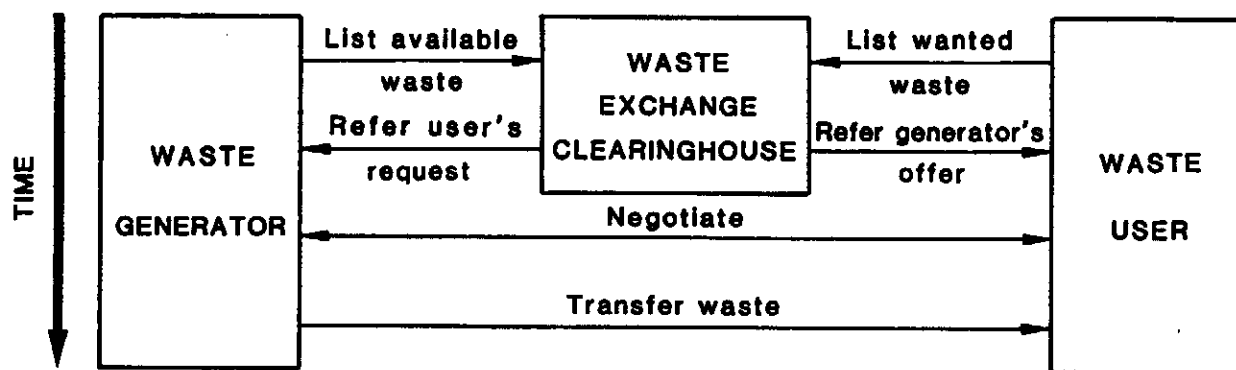 TIME
WASTE
GENERATOR
List available
waste
Refer user's
request
WASTE
EXCHANGE
CLEARINGHOUSE
List wanted
waste
Refer generator's
offer
WASTE
USER
Negotiate
Transfer waste